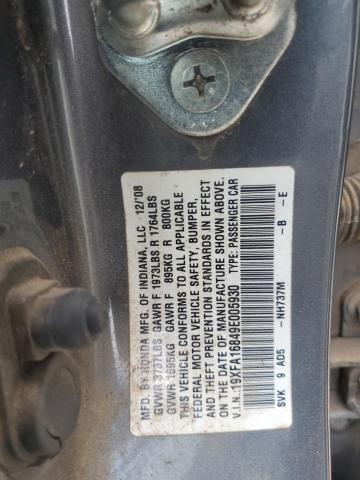 MFD. BY HONDA MFG. OF INDIANA, LLC 12/'08
GVWR 3737LBS GAWR F 1973LBS R 1764LBS
GVWR 1695KG GAWR F 895KG R 800KG
THIS VEHICLE CONFORMS TO ALL APPLICABLE
FEDERAL MOTOR VEHICLE SAFETY, BUMPER,
AND THEFT PREVENTION STANDARDS IN EFFECT
ON THE DATE OF MANUFACTURE SHOWN ABOVE.
V.I.N.:19XFA16849E005930 TYPE: PASSENGER CAR
SVK 9 AD5 -NH737M -B -E